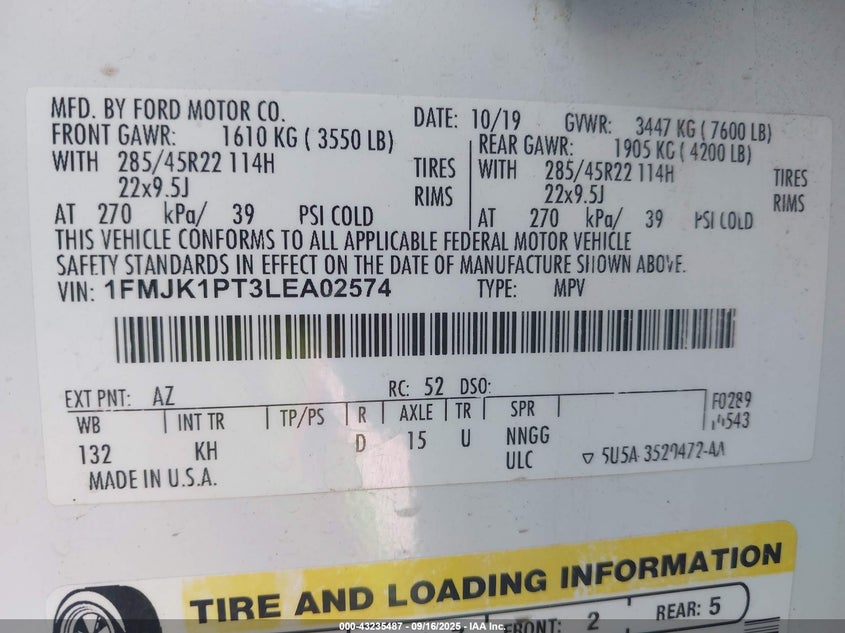 MFD. BY FORD MOTOR CO. DATE: 10/19 GVWR: 3447 KG ( 7600 LB)
FRONT GAWR: 1610 KG ( 3550 LB) REAR GAWR: 1905 KG ( 4200 LB)
WITH 285/45R22 114H TIRES WITH 285/45R22 114H TIRES
22x9.5J RIMS 22x9.5J RIMS
AT 270 kPa/ 39 PSI COLD AT 270 kPa/ 39 PSI COLD
THIS VEHICLE CONFORMS TO ALL APPLICABLE FEDERAL MOTOR VEHICLE
SAFETY STANDARDS IN EFFECT ON THE DATE OF MANUFACTURE SHOWN ABOVE.
VIN: 1FMJK1PT3LEA02574 TYPE: MPV
EXT PNT: AZ RC: 52 DSO:
WB INT TR TP/PS R AXLE TR SPR F0289
132 KH D 15 U NNGG
ULC 5U5A-3520472-AA
MADE IN U.S.A.
TIRE AND LOADING INFORMATION
FRONT: 2 REAR: 5
000-43235487 - 09/16/2025 - IAA Inc.